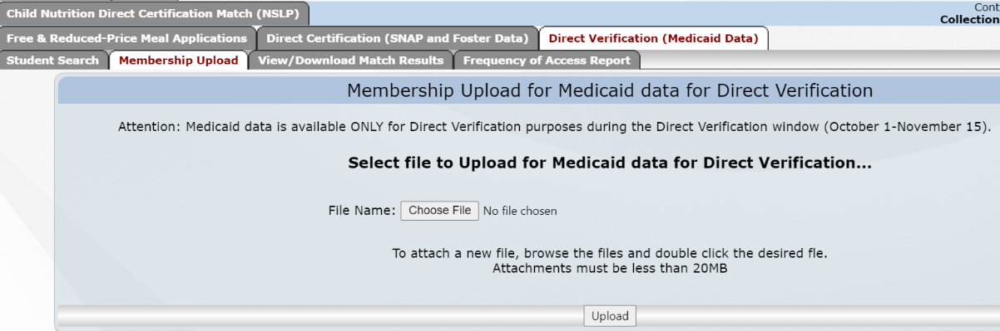 Child Nutrition Direct Certification Match (NSLP)
Cont
Collection
Free & Reduced-Price Meal Applications Direct Certification (SNAP and Foster Data) Direct Verification (Medicaid Data)
Student Search Membership Upload View/Download Match Results Frequency of Access Report
Membership Upload for Medicaid data for Direct Verification
Attention: Medicaid data is available ONLY for Direct Verification purposes during the Direct Verification window (October 1-November 15).
Select file to Upload for Medicaid data for Direct Verification...
File Name: Choose File No file chosen
To attach a new file, browse the files and double click the desired fle.
Attachments must be less than 20MB
Upload